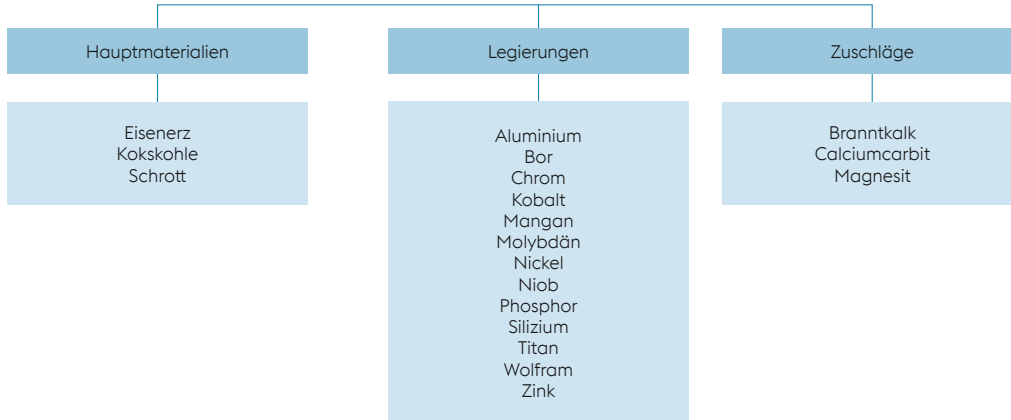 Hauptmaterialien
Eisenerz
Kokskohle
Schrott
Legierungen
Aluminium
Bor
Chrom
Kobalt
Mangan
Molybdän
Nickel
Niob
Phosphor
Silizium
Titan
Wolfram
Zink
Zuschläge
Branntkalk
Calciumcarbit
Magnesit